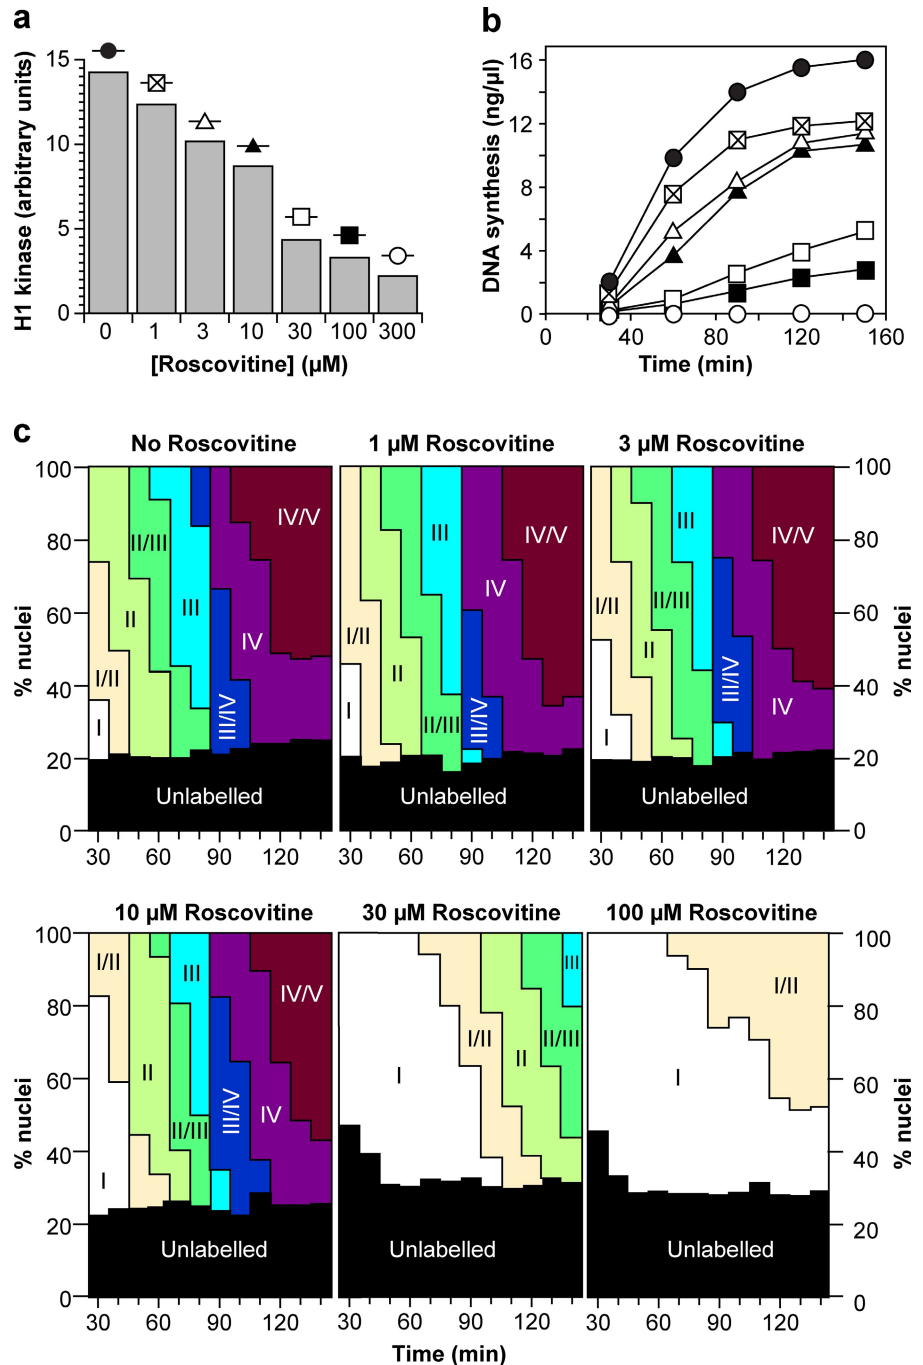 a
H1 kinase (arbitrary units)
15
10
5
0
0 1 3 10 30 100 300
[Roscovitine] (µM)
b
DNA synthesis (ng/µl)
16
12
8
4
0
0 40 80 120 160
Time (min)
c
No Roscovitine
1 µM Roscovitine
3 µM Roscovitine
% nuclei
100
80
60
40
20
0
I
I/II
II
II/III
III
III/IV
IV
IV/V
Unlabelled
30 60 90 120
I
I/II
II
II/III
III
III/IV
IV
IV/V
Unlabelled
30 60 90 120
I
I/II
II
II/III
III
III/IV
IV
IV/V
Unlabelled
30 60 90 120
100
80
60
40
20
0
% nuclei
10 µM Roscovitine
30 µM Roscovitine
100 µM Roscovitine
% nuclei
100
80
60
40
20
0
I
I/II
II
II/III
III
III/IV
IV
IV/V
Unlabelled
30 60 90 120
I
I/II
II
II/III
III
Unlabelled
30 60 90 120
I
I/II
Unlabelled
30 60 90 120
100
80
60
40
20
0
% nuclei
Time (min)